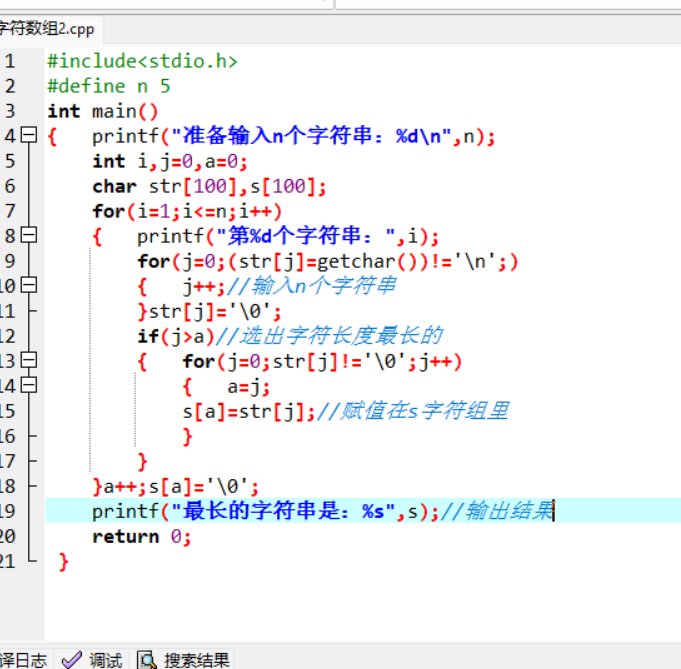 字符数组2.cpp
1 #include<stdio.h>
2 #define n 5
3 int main()
4 { printf("准备输入n个字符串：%d\n",n);
5 int i,j=0,a=0;
6 char str[100],s[100];
7 for(i=1;i<=n;i++)
8 { printf("第%d个字符串：",i);
9 for(j=0;(str[j]=getchar())!='\n';)
10 { j++;//输入n个字符串
11 }str[j]='\0';
12 if(j>a)//选出字符长度最长的
13 { for(j=0;str[j]!='\0';j++)
14 { a=j;
15 s[a]=str[j];//赋值在s字符组里
16 }
17 }
18 }a++;s[a]='\0';
19 printf("最长的字符串是：%s",s);//输出结果
20 return 0;
21 }
译日志 调试 搜索结果